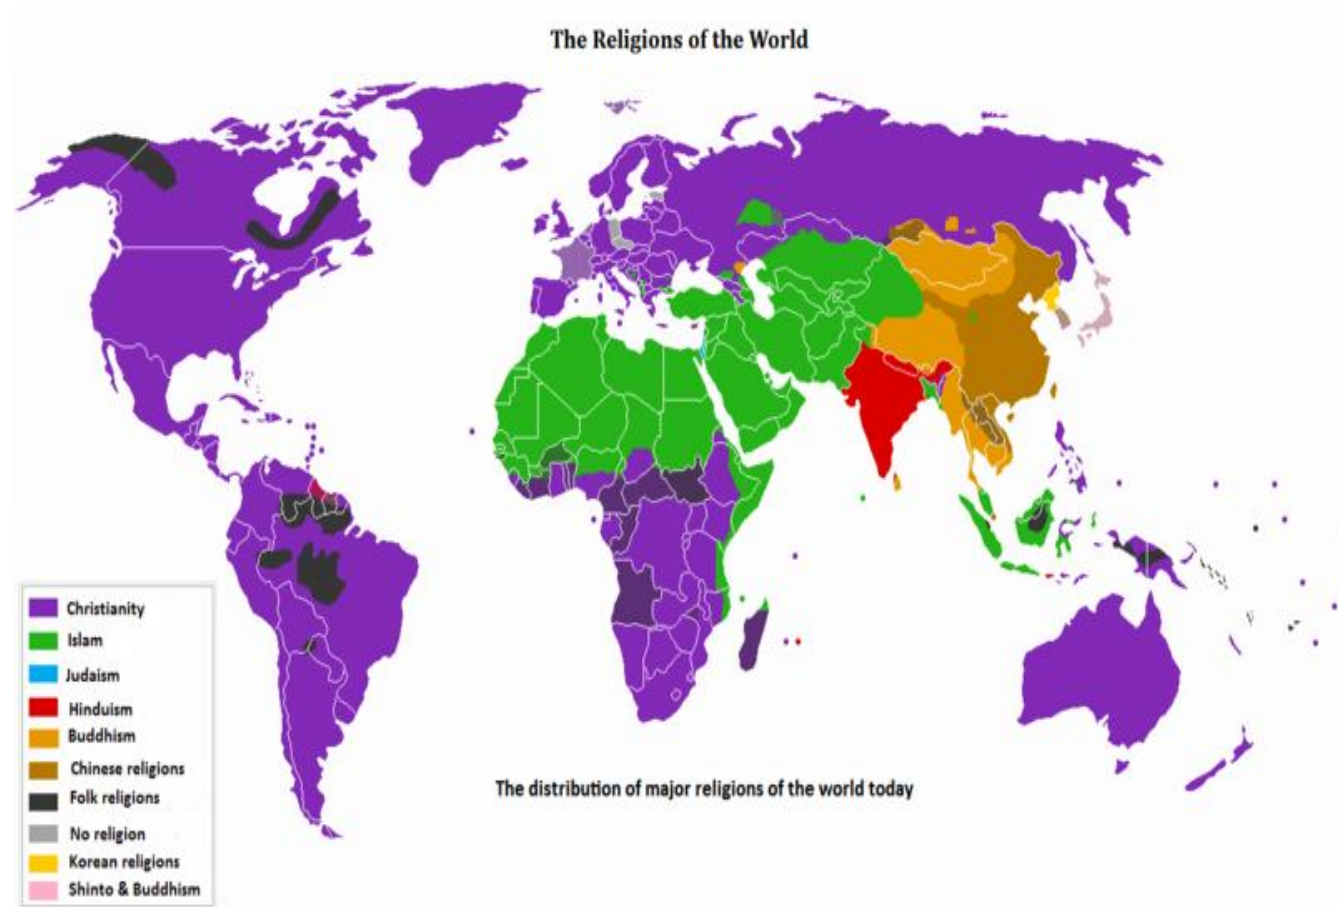 The Religions of the World
Christianity
Islam
Judaism
Hinduism
Buddhism
Chinese religions
Folk religions
No religion
Korean religions
Shinto & Buddhism
The distribution of major religions of the world today